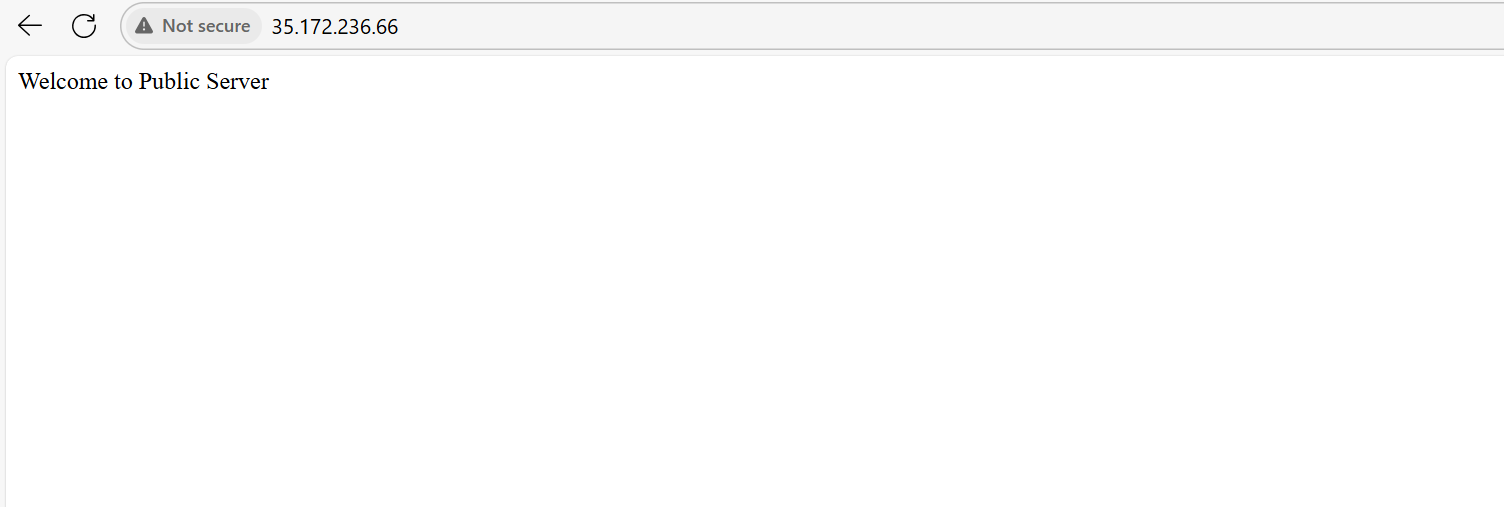 Not secure 35.172.236.66
Welcome to Public Server